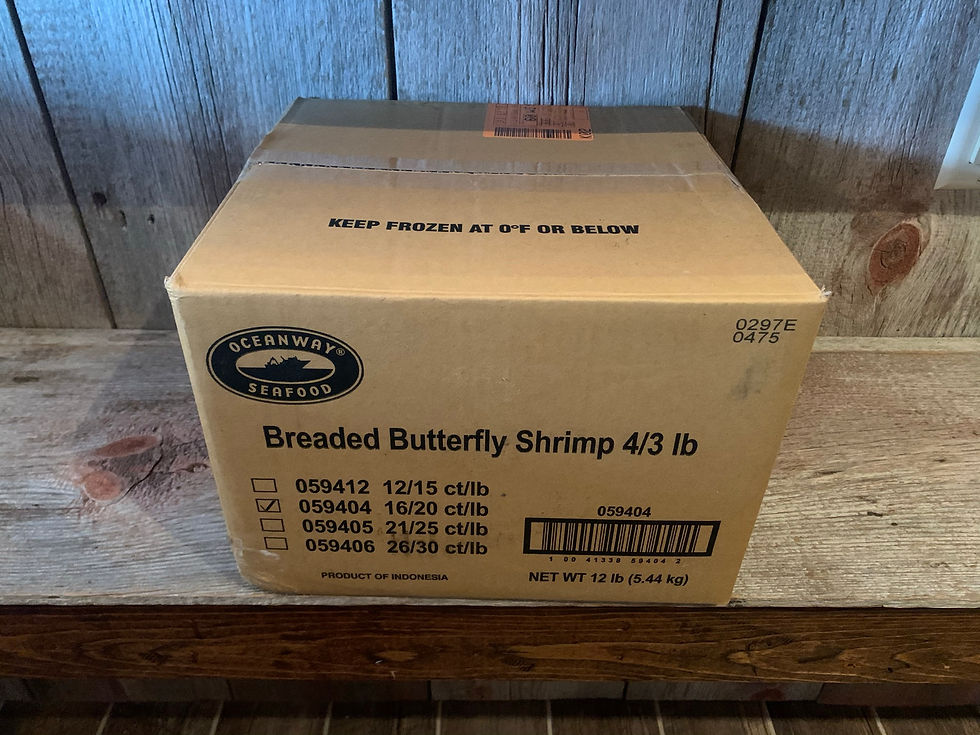 KEEP FROZEN AT 0°F OR BELOW
0297E
0475
OCEANWAY®
SEAFOOD
Breaded Butterfly Shrimp 4/3 lb
059412 12/15 ct/lb
059404 16/20 ct/lb
059405 21/25 ct/lb
059406 26/30 ct/lb
059404
1 00 41338 59404 2
PRODUCT OF INDONESIA
NET WT 12 lb (5.44 kg)